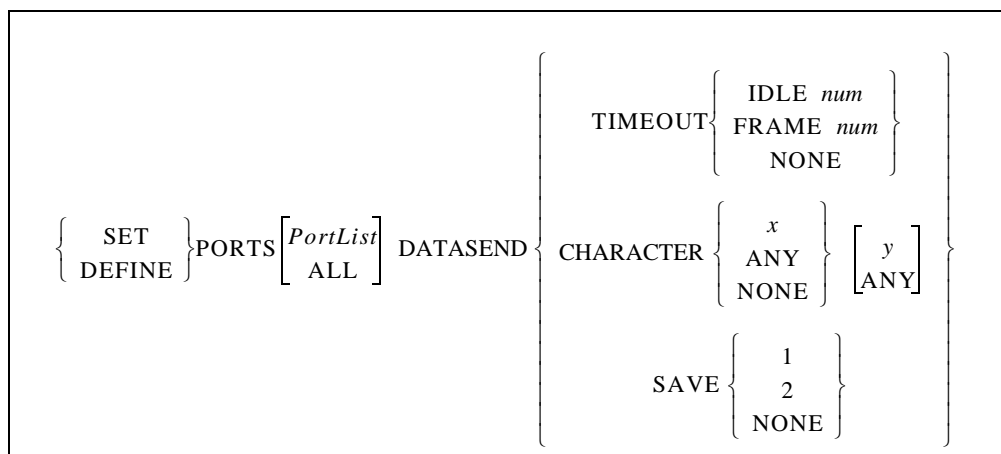 IDLE num
TIMEOUT FRAME num
NONE
SET PortList x y
PORTS DATASEND CHARACTER ANY
DEFINE ALL NONE ANY
1
SAVE 2
NONE